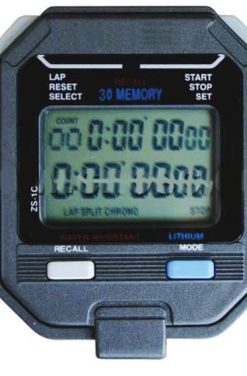 LAP RECALL START
RESET STOP
SELECT 30 MEMORY SET
COUNT
00 0:00'00"00
0:00'00"00
LAP SPLIT CHRONO STOP
ZS-1C
WATER RESISTANT LITHIUM
RECALL MODE